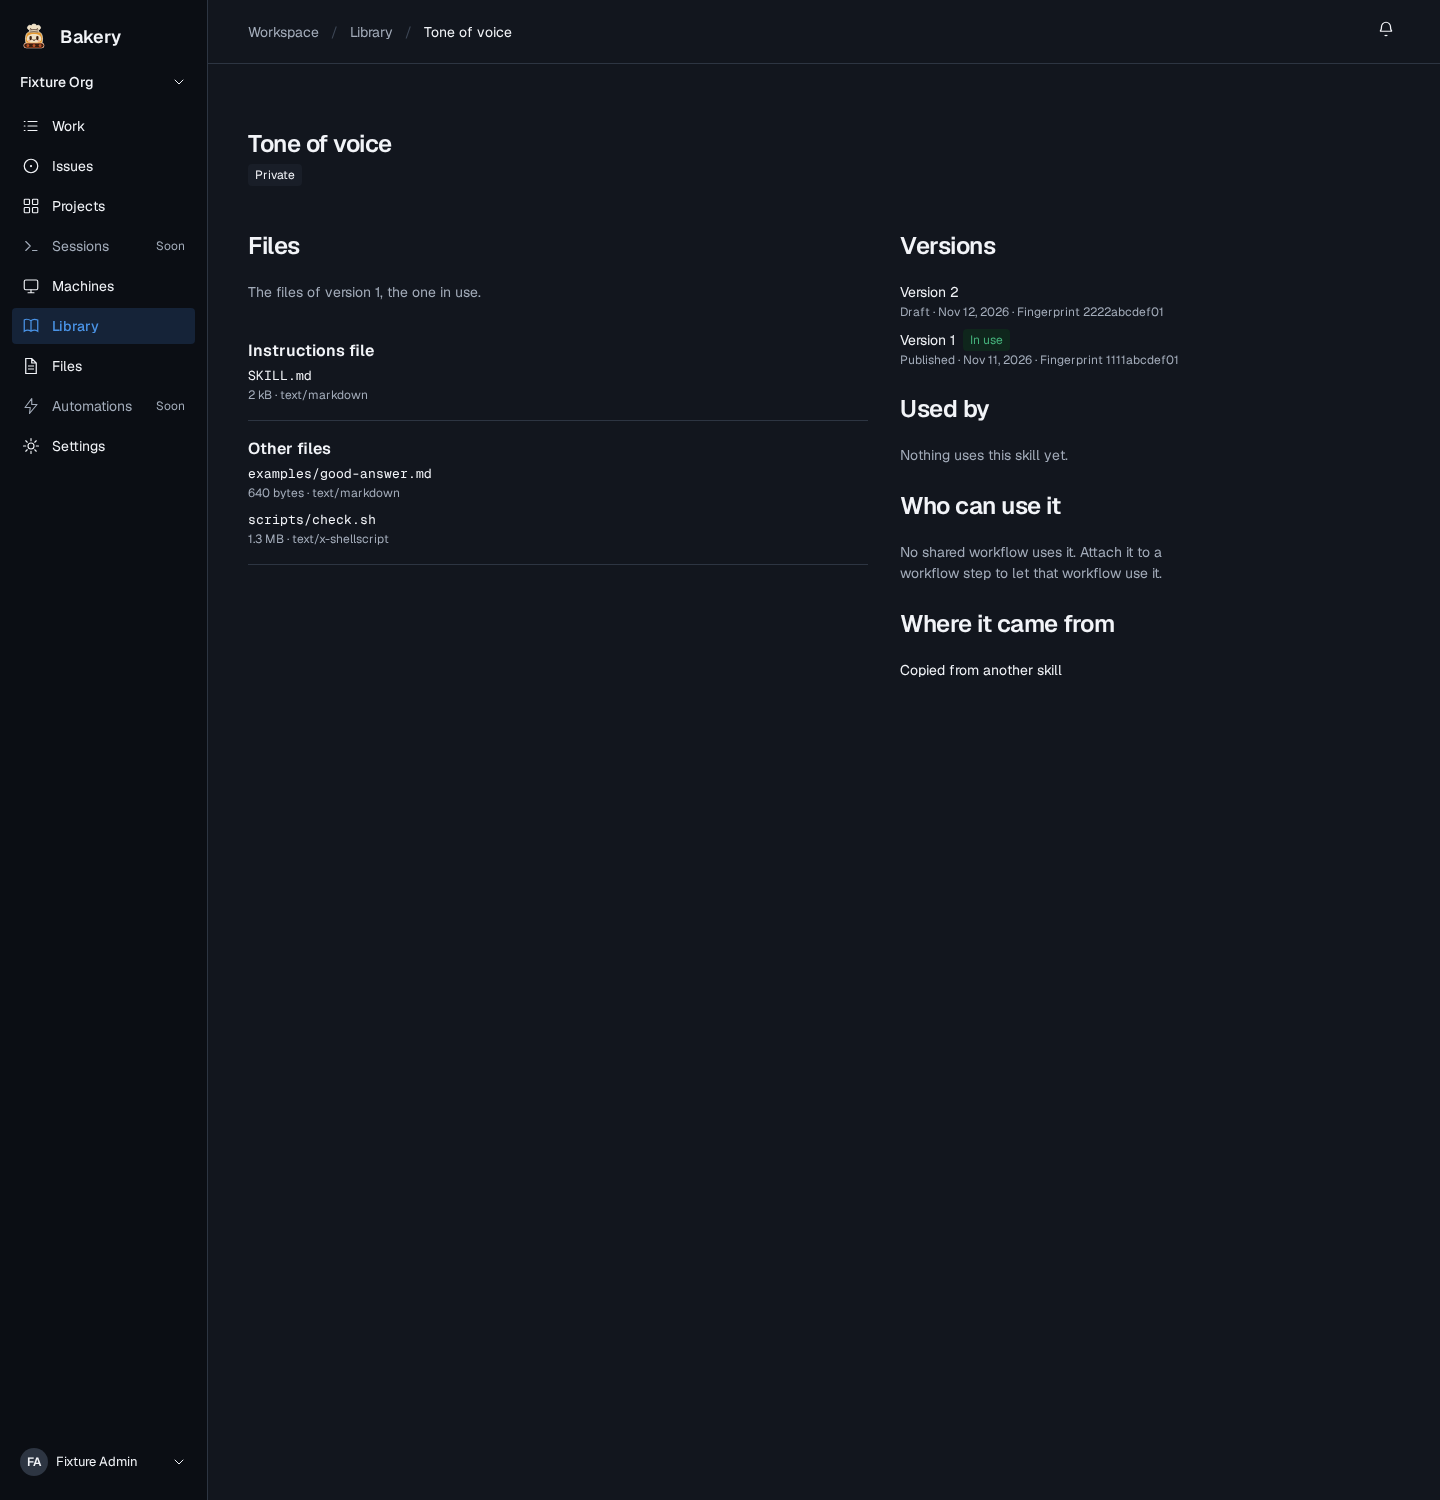 Bakery
Fixture Org
Work
Issues
Projects
Sessions Soon
Machines
Library
Files
Automations Soon
Settings
FA Fixture Admin
Workspace / Library / Tone of voice
Tone of voice
Private
Files
The files of version 1, the one in use.
Instructions file
SKILL.md
2 kB · text/markdown
Other files
examples/good-answer.md
640 bytes · text/markdown
scripts/check.sh
1.3 MB · text/x-shellscript
Versions
Version 2
Draft · Nov 12, 2026 · Fingerprint 2222abcdef01
Version 1 In use
Published · Nov 11, 2026 · Fingerprint 1111abcdef01
Used by
Nothing uses this skill yet.
Who can use it
No shared workflow uses it. Attach it to a
workflow step to let that workflow use it.
Where it came from
Copied from another skill